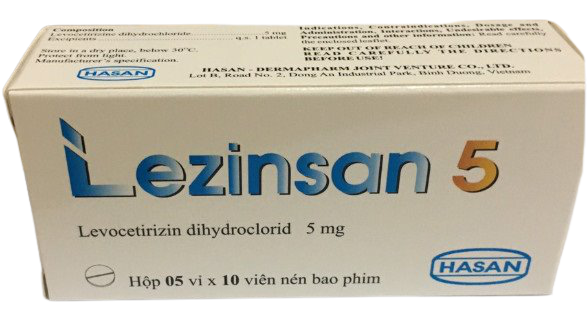 Composition
Levocetirizine dihydrochloride..................5 mg
Excipients........................q.s. 1 tablet
Store in a dry place, below 30°C.
Protect from light.
Manufacturer's specification.
Indications, Contraindications, Dosage and
Administration, Interactions, Undesirable effects,
Precautions and other information: Read carefully
the enclosed leaflet.
KEEP OUT OF REACH OF CHILDREN
READ CAREFULLY THE DIRECTIONS
BEFORE USE!
HASAN
HASAN - DERMAPHARM JOINT VENTURE CO., LTD.
Lot B, Road No. 2, Dong An Industrial Park, Binh Duong, Vietnam
Lezinsan 5
Levocetirizin dihydroclorid 5 mg
Hộp 05 vỉ x 10 viên nén bao phim
HASAN